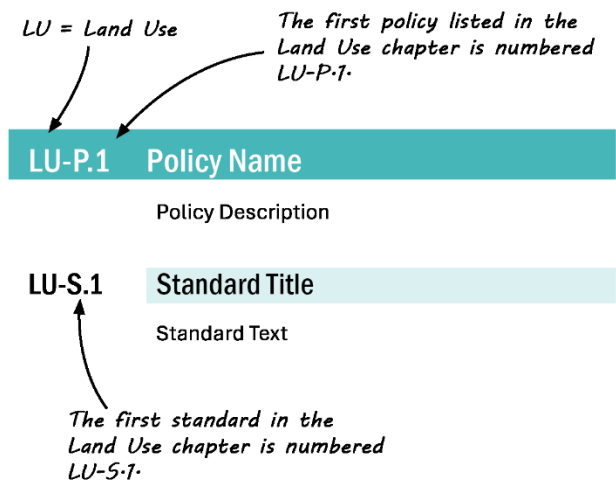 LU = Land Use
The first policy listed in the
Land Use chapter is numbered
LU-P.1.
LU-P.1 Policy Name
Policy Description
LU-S.1 Standard Title
Standard Text
The first standard in the
Land Use chapter is numbered
LU-S.1.